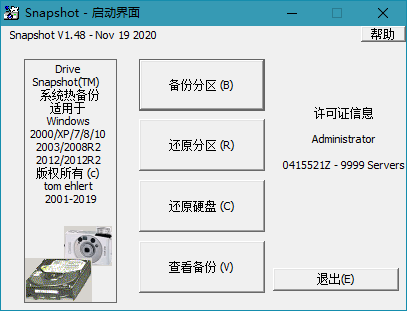 Snapshot - 启动界面
Snapshot V1.48 - Nov 19 2020
帮助
Drive
Snapshot(TM)
系统热备份
适用于
Windows
2000/XP/7/8/10
2003/2008R2
2012/2012R2
版权所有 (c)
tom ehlert
2001-2019
备份分区 (B)
还原分区 (R)
还原硬盘 (C)
查看备份 (V)
许可证信息
Administrator
0415521Z - 9999 Servers
退出(E)